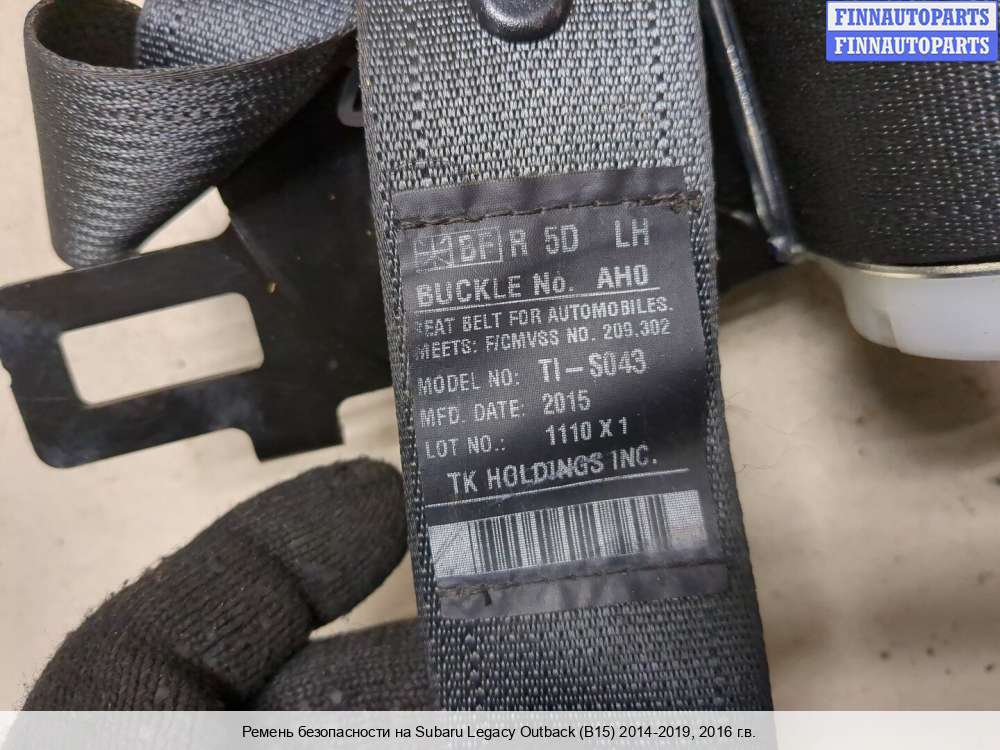 FINNAUTOPARTS
FINNAUTOPARTS
BF R 5D LH
BUCKLE No. AH0
SEAT BELT FOR AUTOMOBILES.
MEETS: F/CMVSS NO. 209,302
MODEL NO: TI-S043
MFD. DATE: 2015
LOT NO.: 1110 X 1
TK HOLDINGS INC.
Ремень безопасности на Subaru Legacy Outback (B15) 2014-2019, 2016 г.в.